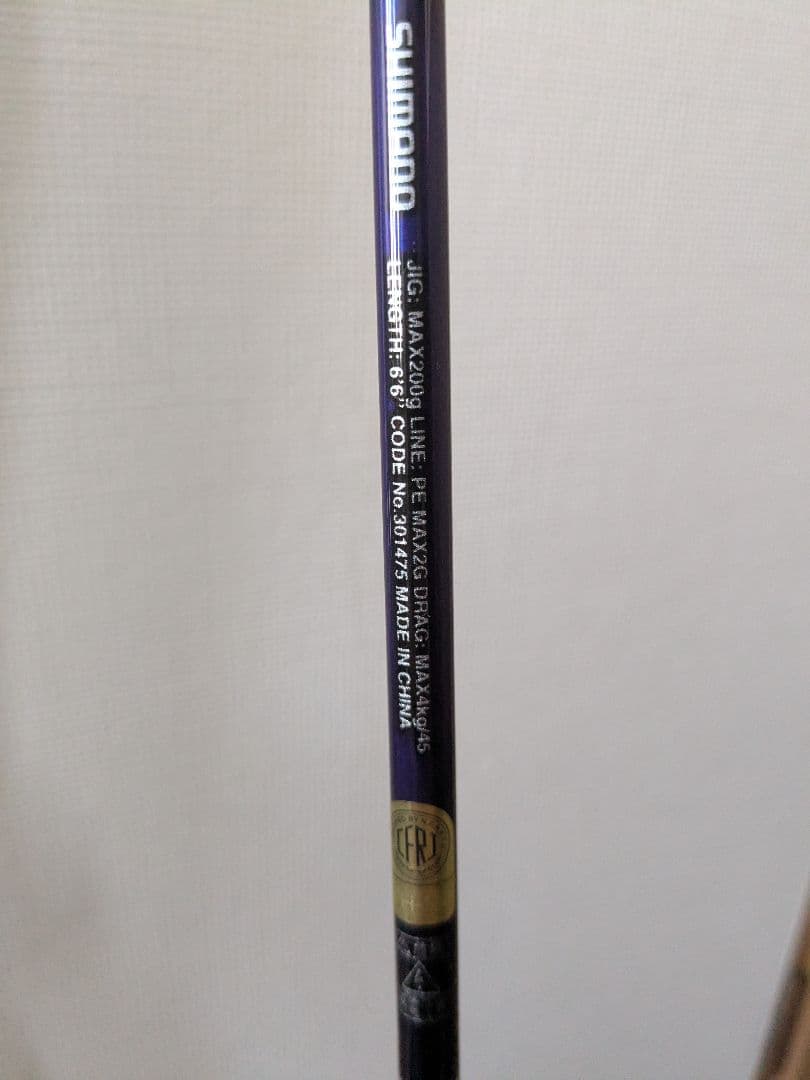 SHIMANO
JIG: MAX200g LINE: PE MAX2G DRAG: MAX4kg/45
LENGTH: 6'6" CODE No.301475 MADE IN CHINA
CFRJ
H